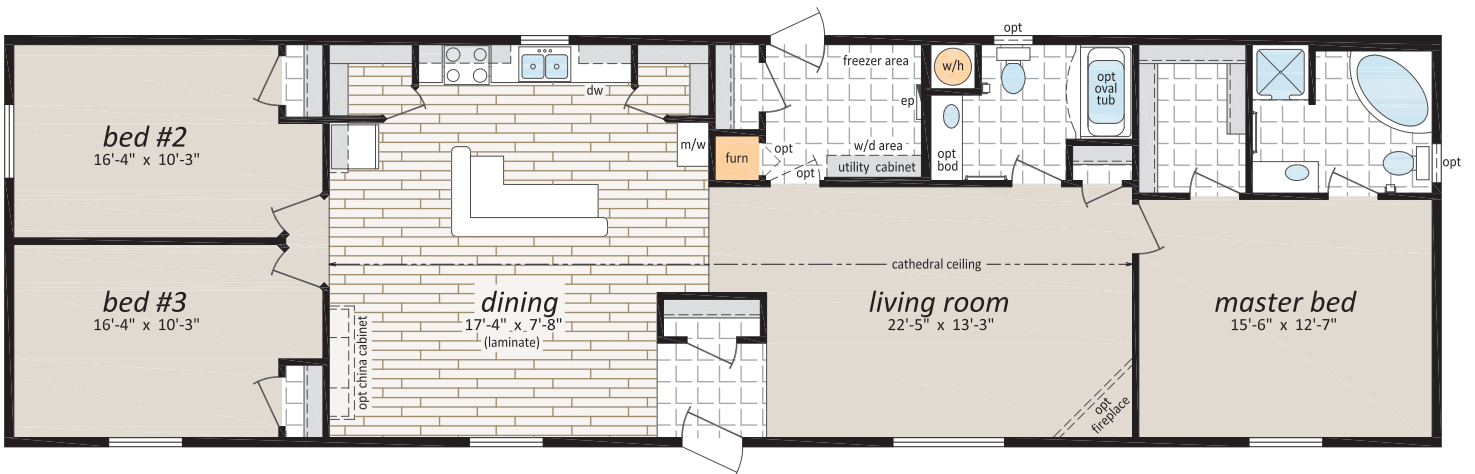 bed #2
16'-4" x 10'-3"
bed #3
16'-4" x 10'-3"
dw
m/w
opt china cabinet
dining
17'-4" x 7'-8"
(laminate)
furn
opt
opt
freezer area
ep
w/d area
utility cabinet
w/h
opt
bod
opt
opt
oval
tub
cathedral ceiling
living room
22'-5" x 13'-3"
opt
fireplace
opt
master bed
15'-6" x 12'-7"